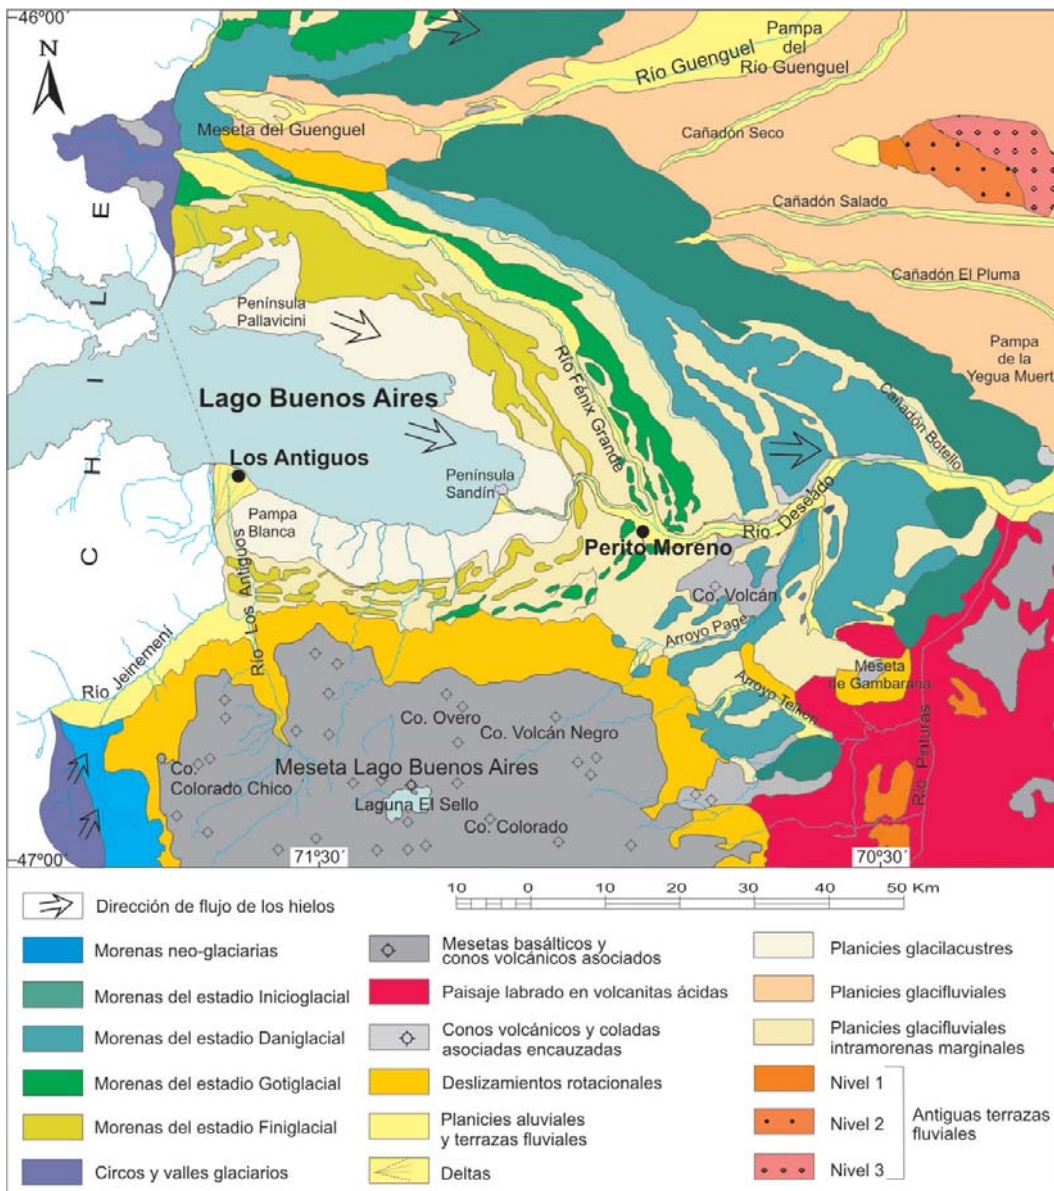 46°00´
N
Río Guenguel
Pampa
del
Río Guenguel
Meseta del Guenguel
Cañadón Seco
Cañadón Salado
Cañadón El Pluma
Península
Pallavicini
Pampa
de la
Yegua Muert
CHILE
Río Fénix Grande
Lago Buenos Aires
Cañadón Botello
Los Antiguos
Península
Sandín
Pampa
Blanca
Río Deseado
Perito Moreno
Río Los Antiguos
Co. Volcán
Arroyo Page
Río Jeinemení
Meseta
de Gambarana
Arroyo Telken
Río Pinturas
Co. Overo
Co. Volcán Negro
Meseta Lago Buenos Aires
Co.
Colorado Chico
Laguna El Sello
Co. Colorado
47°00´
71º30´
70º30´
Dirección de flujo de los hielos
10 0 10 20 30 40 50 Km
Morenas neo-glaciarias
Morenas del estadio Inicioglacial
Morenas del estadio Daniglacial
Morenas del estadio Gotiglacial
Morenas del estadio Finiglacial
Circos y valles glaciarios
Mesetas basálticos y
conos volcánicos asociados
Paisaje labrado en volcanitas ácidas
Conos volcánicos y coladas
asociadas encauzadas
Deslizamientos rotacionales
Planicies aluviales
y terrazas fluviales
Deltas
Planicies glacilacustres
Planicies glacifluviales
Planicies glacifluviales
intramorenas marginales
Nivel 1
Nivel 2
Nivel 3
Antiguas terrazas
fluviales